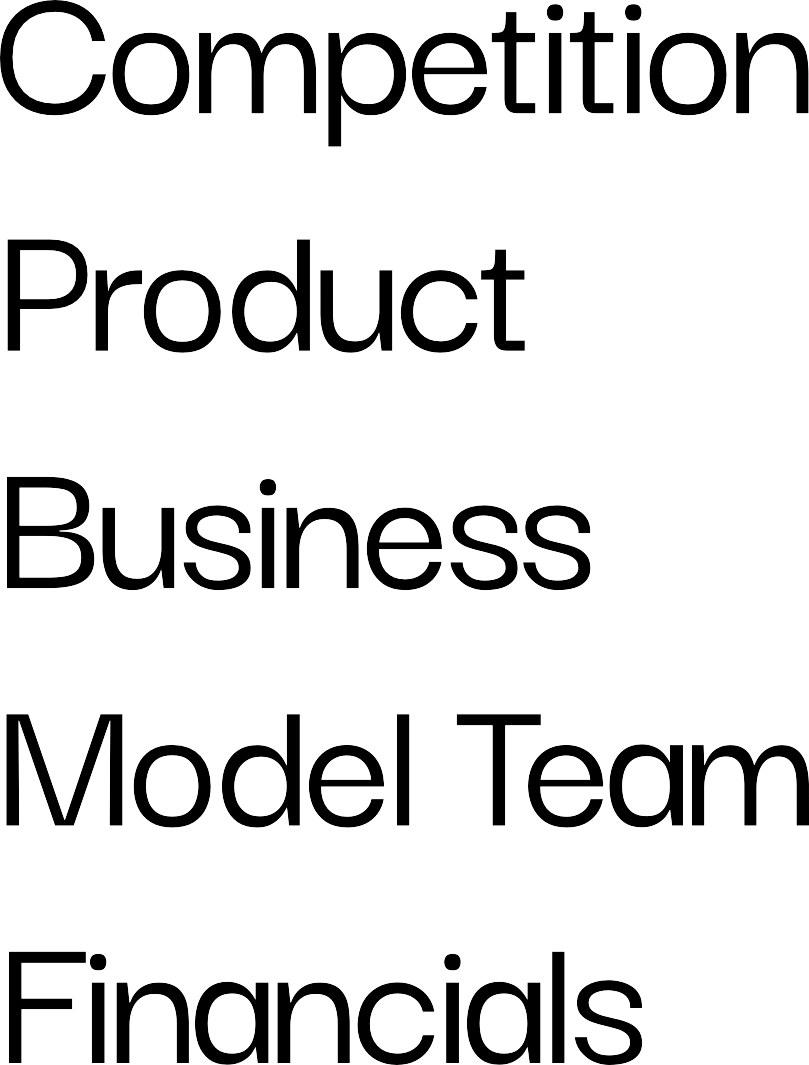 Competition
Product
Business
Model Team
Financials